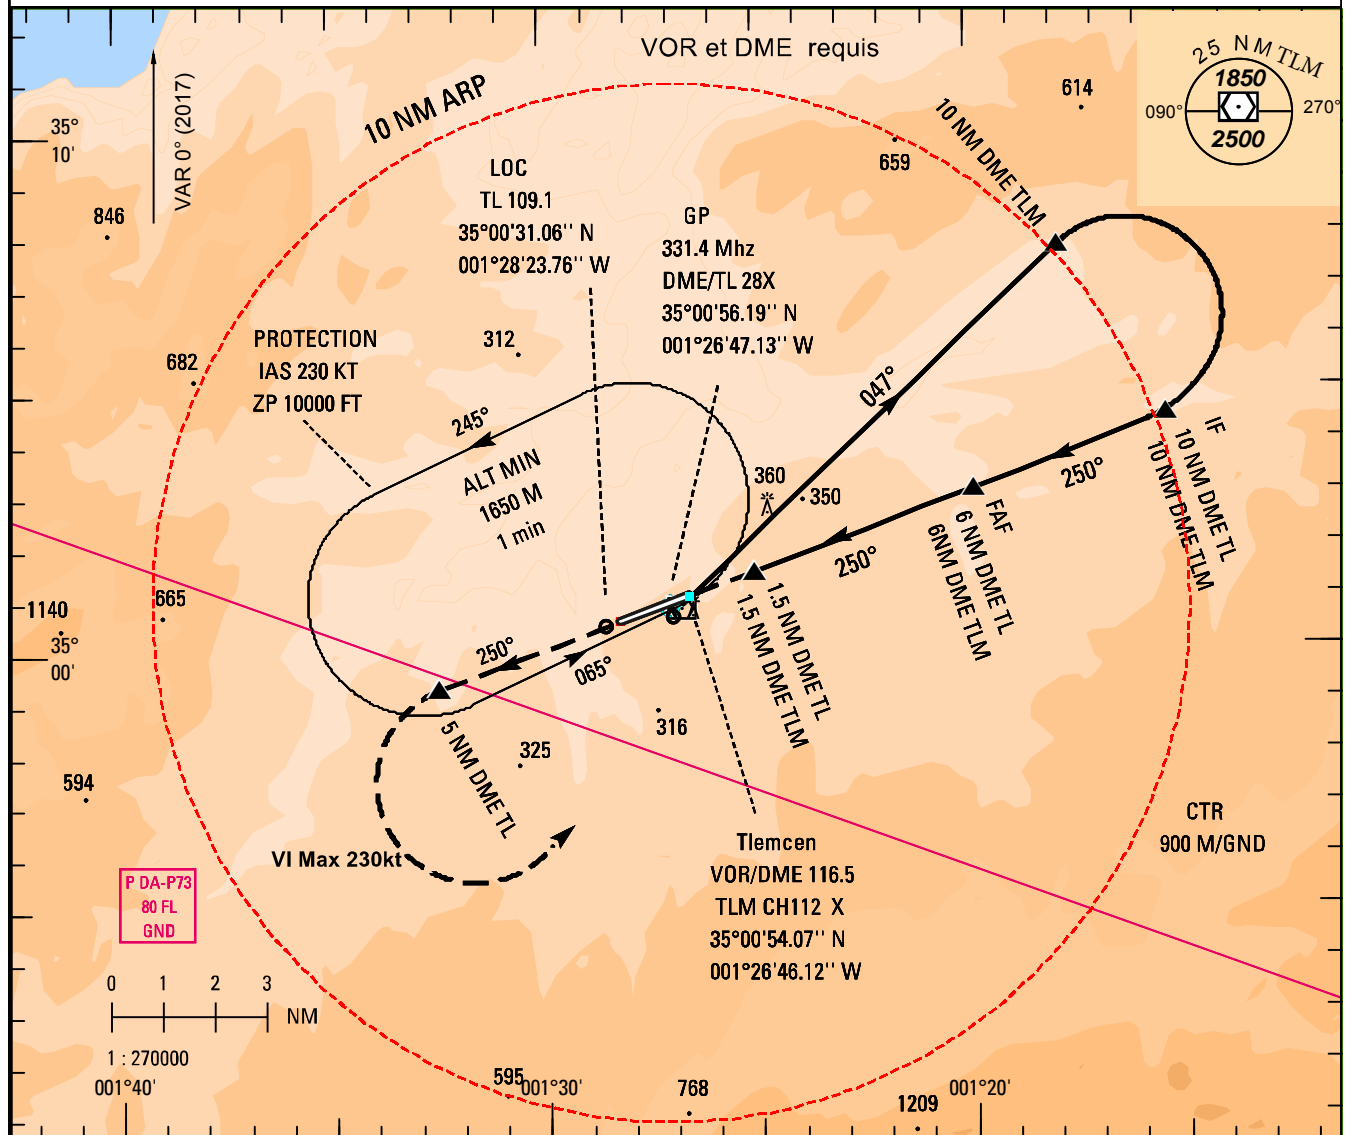 VOR et DME requis
25 NM TLM
1850
090°
270°
2500
614
659
10 NM ARP
10 NM DME TLM
35°
10'
VAR 0° (2017)
846
LOC
TL 109.1
35°00'31.06'' N
001°28'23.76'' W
GP
331.4 Mhz
DME/TL 28X
35°00'56.19'' N
001°26'47.13'' W
PROTECTION
IAS 230 KT
ZP 10000 FT
312
682
047°
245°
ALT MIN
1650 M
1 min
360
350
IF
10 NM DME TL
10 NM DME TLM
250°
FAF
6 NM DME TL
6NM DME TLM
250°
1.5 NM DME TL
1.5 NM DME TLM
665
1140
35°
00'
250°
065°
316
325
5 NM DME TL
594
VI Max 230kt
CTR
900 M/GND
Tlemcen
VOR/DME 116.5
TLM CH112 X
35°00'54.07'' N
001°26'46.12'' W
P DA-P73
80 FL
GND
0 1 2 3
NM
1 : 270000
001°40'
595
001°30'
768
001°20'
1209